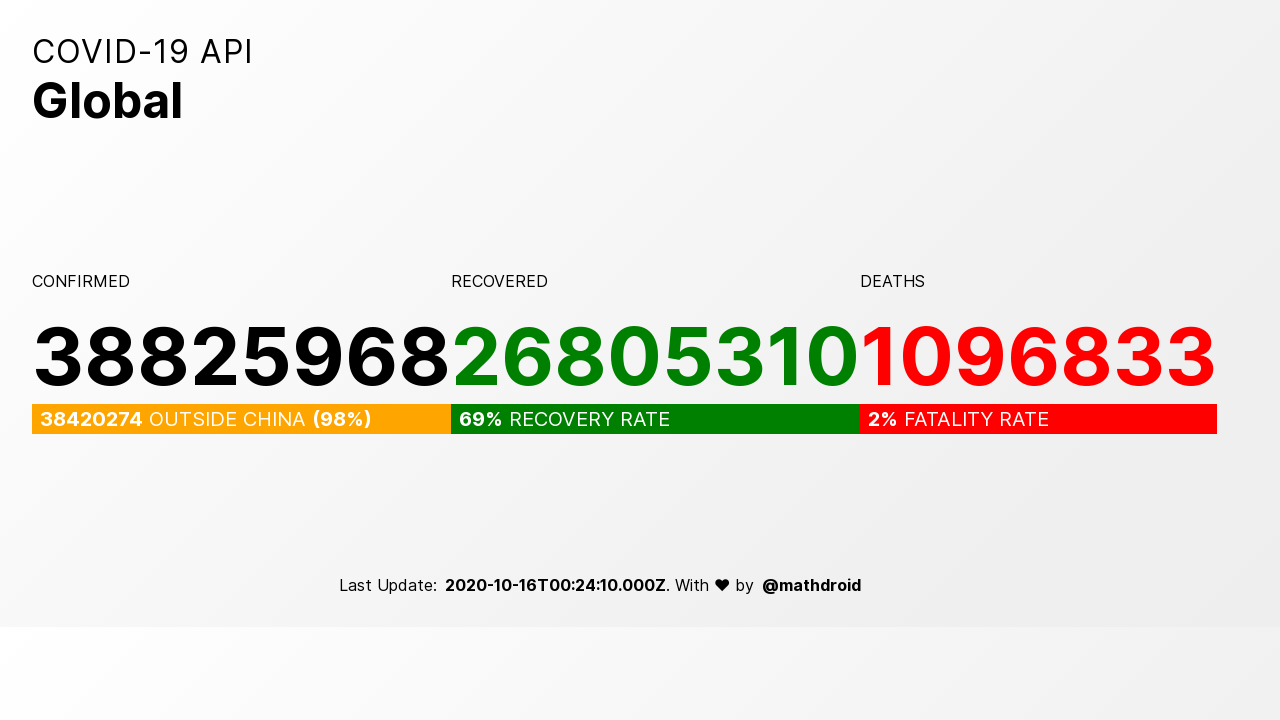 COVID-19 API
Global
CONFIRMED
38825968
38420274 OUTSIDE CHINA (98%)
RECOVERED
26805310
69% RECOVERY RATE
DEATHS
1096833
2% FATALITY RATE
Last Update: 2020-10-16T00:24:10.000Z. With ♥ by @mathdroid